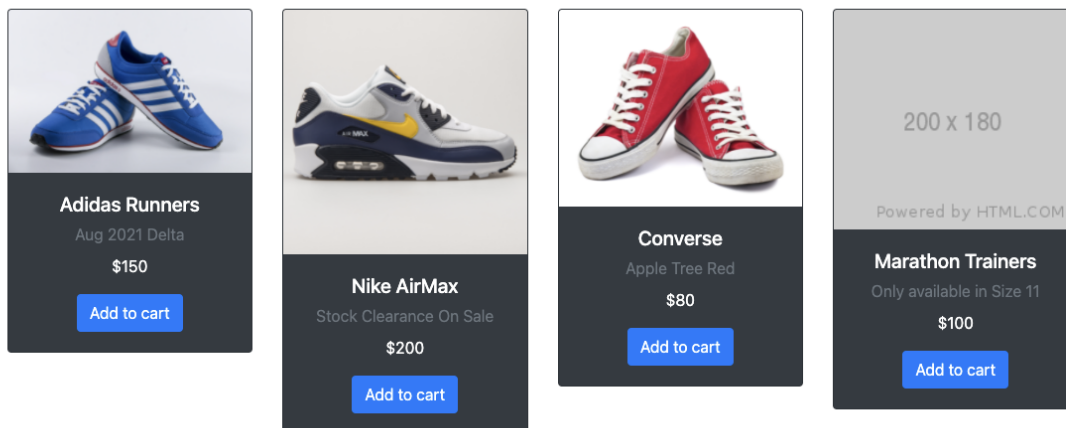 Adidas Runners
Aug 2021 Delta
$150
Add to cart
AIR MAX
Nike AirMax
Stock Clearance On Sale
$200
Add to cart
Converse
Apple Tree Red
$80
Add to cart
200 x 180
Powered by HTML.COM
Marathon Trainers
Only available in Size 11
$100
Add to cart